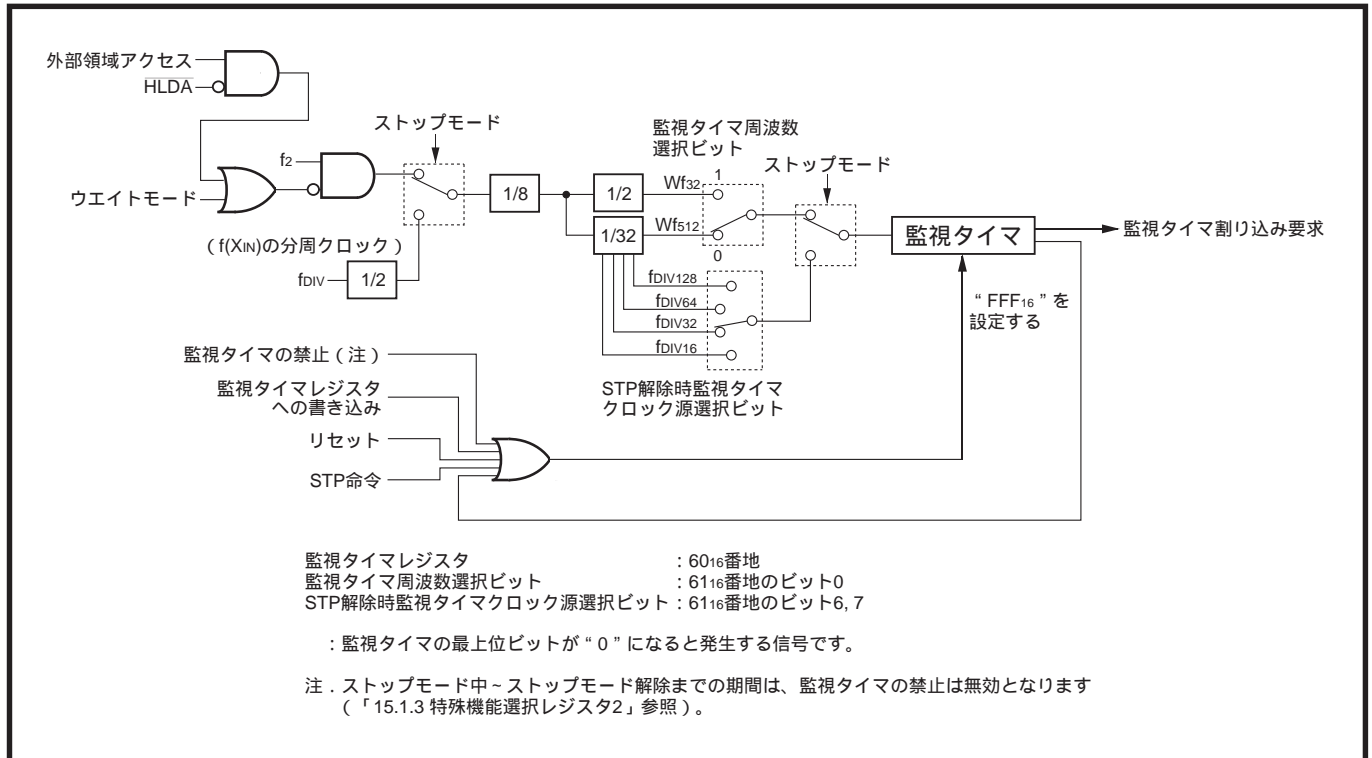 外部領域アクセス
HLDA
ストップモード
f2
ウエイトモード
(f(XIN)の分周クロック)
fDIV
1/2
1/8
1/2
1/32
Wf32
Wf512
監視タイマ周波数
選択ビット
1
0
ストップモード
fDIV128
fDIV64
fDIV32
fDIV16
STP解除時監視タイマ
クロック源選択ビット
監視タイマ
監視タイマ割り込み要求
“FFF16”を
設定する
監視タイマの禁止(注)
監視タイマレジスタ
への書き込み
リセット
STP命令
監視タイマレジスタ : 6016番地
監視タイマ周波数選択ビット : 6116番地のビット0
STP解除時監視タイマクロック源選択ビット : 6116番地のビット6, 7
: 監視タイマの最上位ビットが“0”になると発生する信号です。
注.ストップモード中~ストップモード解除までの期間は、監視タイマの禁止は無効となります
(「15.1.3 特殊機能選択レジスタ2」参照)。